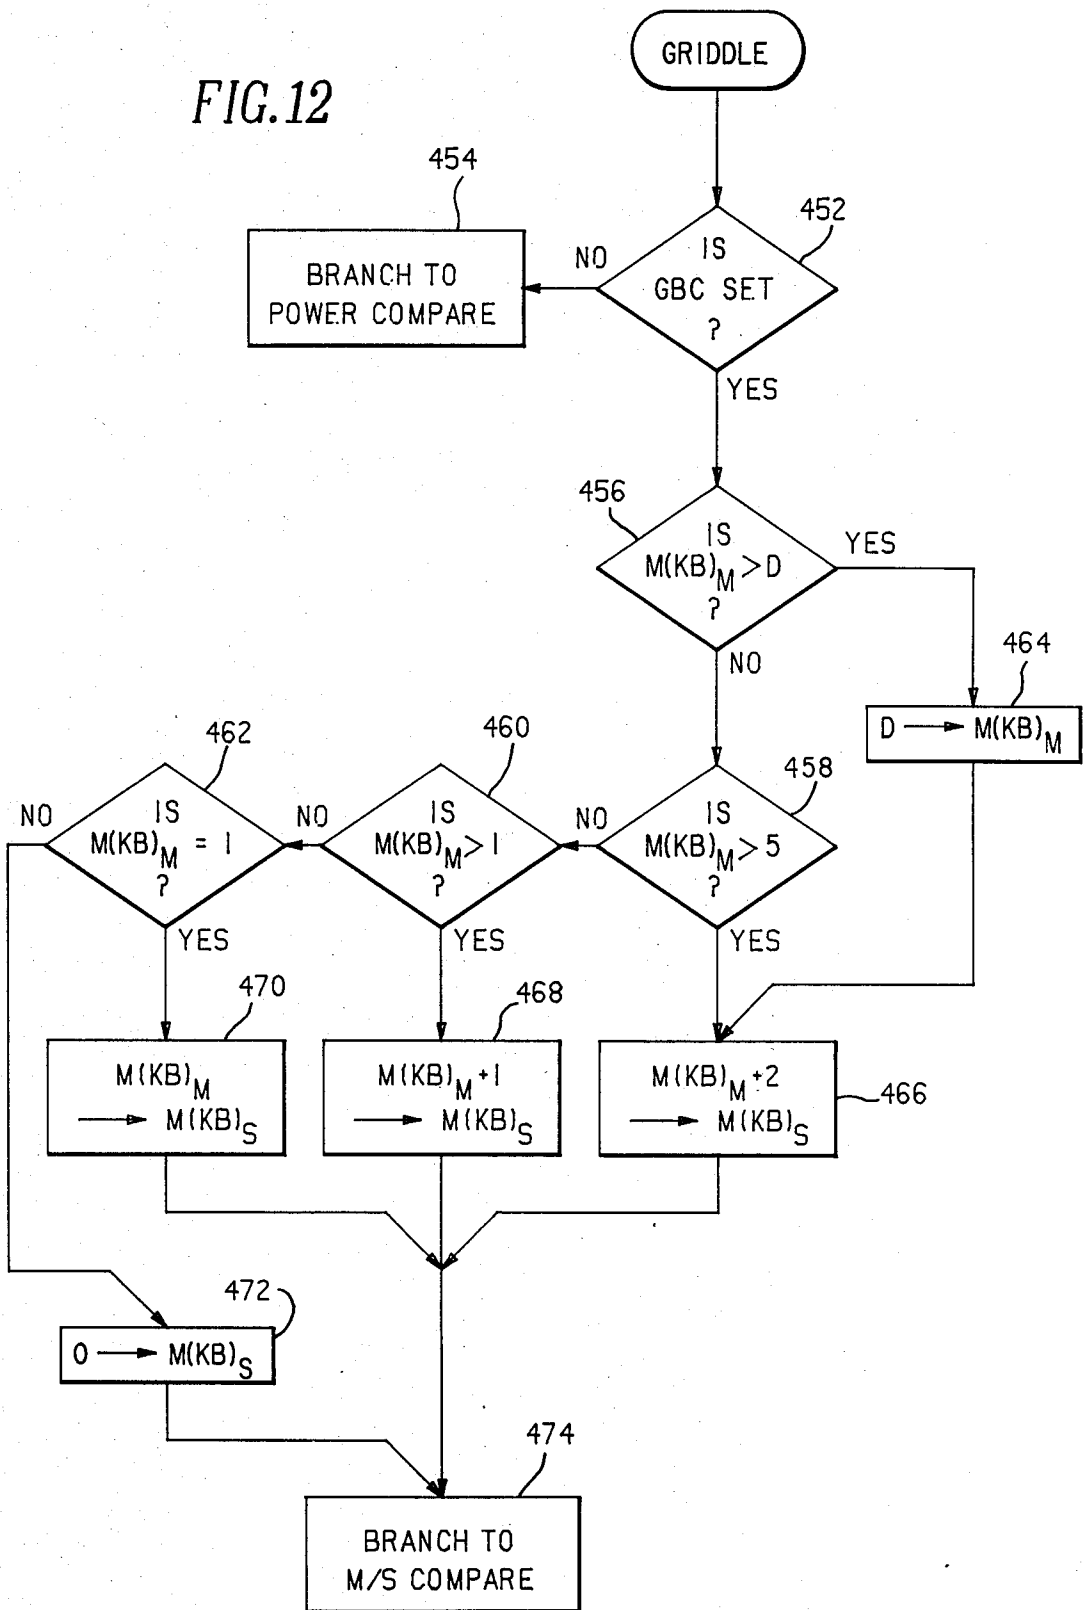 GRIDDLE
FIG.12
454
452
BRANCH TO
POWER COMPARE
NO
IS
GBC SET
?
YES
456
IS
M(KB)M > D
?
YES
NO
464
D → M(KB)M
462
460
458
NO
IS
M(KB)M = 1
?
YES
NO
IS
M(KB)M > 1
?
YES
NO
IS
M(KB)M > 5
?
YES
470
M(KB)M
→ M(KB)S
468
M(KB)M +1
→ M(KB)S
M(KB)M +2
→ M(KB)S
466
472
0 → M(KB)S
474
BRANCH TO
M/S COMPARE